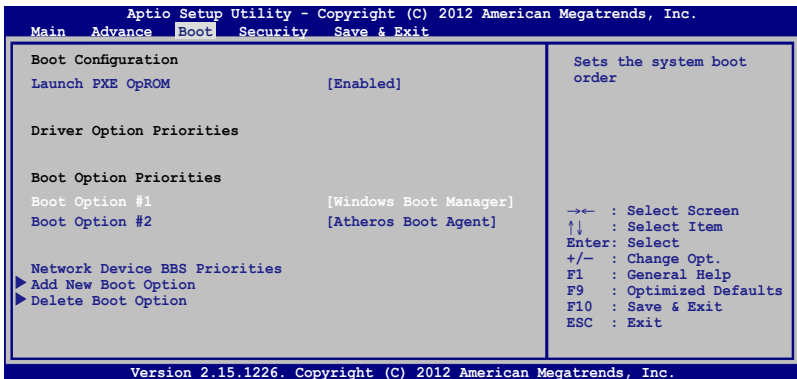 Aptio Setup Utility - Copyright (C) 2012 American Megatrends, Inc.
Main Advance Boot Security Save & Exit
Boot Configuration
Launch PXE OpROM [Enabled]
Driver Option Priorities
Boot Option Priorities
Boot Option #1 [Windows Boot Manager]
Boot Option #2 [Atheros Boot Agent]
Network Device BBS Priorities
Add New Boot Option
Delete Boot Option
Sets the system boot
order
→← : Select Screen
↑↓ : Select Item
Enter: Select
+/— : Change Opt.
F1 : General Help
F9 : Optimized Defaults
F10 : Save & Exit
ESC : Exit
Version 2.15.1226. Copyright (C) 2012 American Megatrends, Inc.